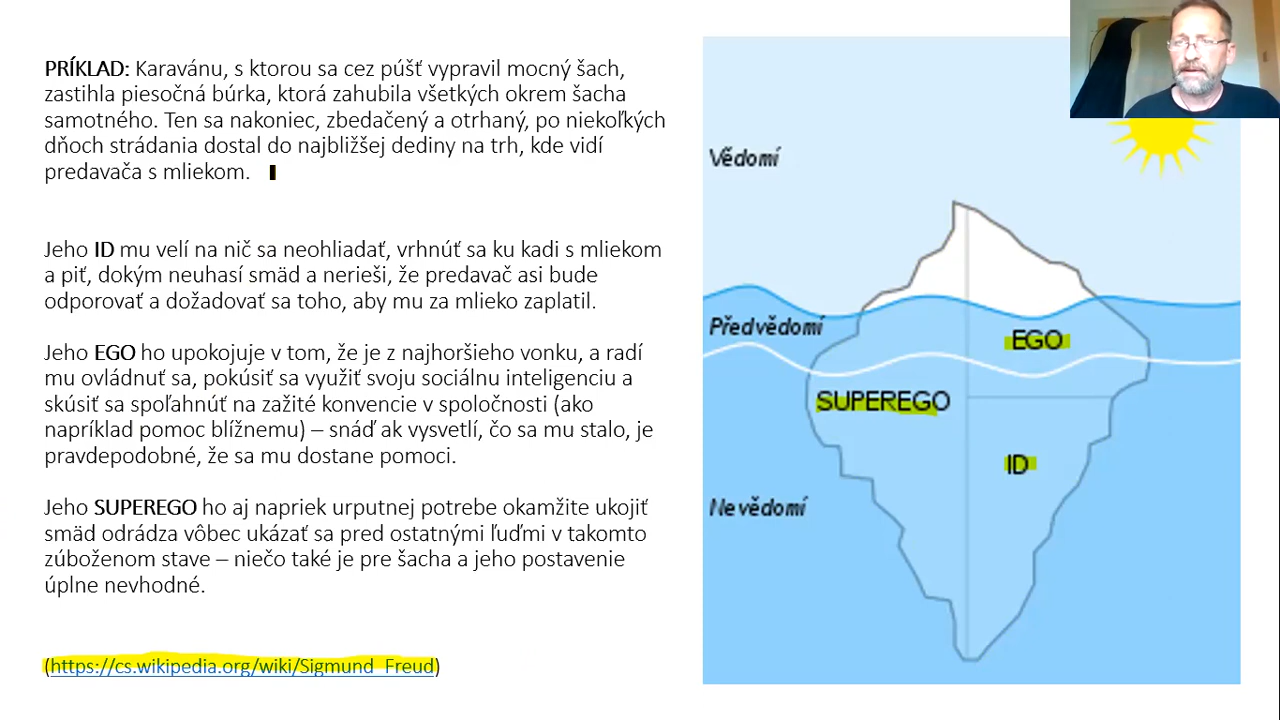 PRÍKLAD: Karavánu, s ktorou sa cez púšť vypravil mocný šach,
zastihla piesočná búrka, ktorá zahubila všetkých okrem šacha
samotného. Ten sa nakoniec, zbedačený a otrhaný, po niekoľkých
dňoch strádania dostal do najbližšej dediny na trh, kde vidí
predavača s mliekom.
Jeho ID mu velí na nič sa neohliadať, vrhnúť sa ku kadi s mliekom
a piť, dokým neuhasí smäd a nerieši, že predavač asi bude
odporovať a dožadovať sa toho, aby mu za mlieko zaplatil.
Jeho EGO ho upokojuje v tom, že je z najhoršieho vonku, a radí
mu ovládnuť sa, pokúsiť sa využiť svoju sociálnu inteligenciu a
skúsiť sa spoľahnúť na zažité konvencie v spoločnosti (ako
napríklad pomoc blížnemu) – snáď ak vysvetlí, čo sa mu stalo, je
pravdepodobné, že sa mu dostane pomoci.
Jeho SUPEREGO ho aj napriek urputnej potrebe okamžite ukojiť
smäd odrádza vôbec ukázať sa pred ostatnými ľuďmi v takomto
zúboženom stave – niečo také je pre šacha a jeho postavenie
úplne nevhodné.
(https://cs.wikipedia.org/wiki/Sigmund_Freud)
Vědomí
Předvědomí
EGO
SUPEREGO
ID
Nevědomí